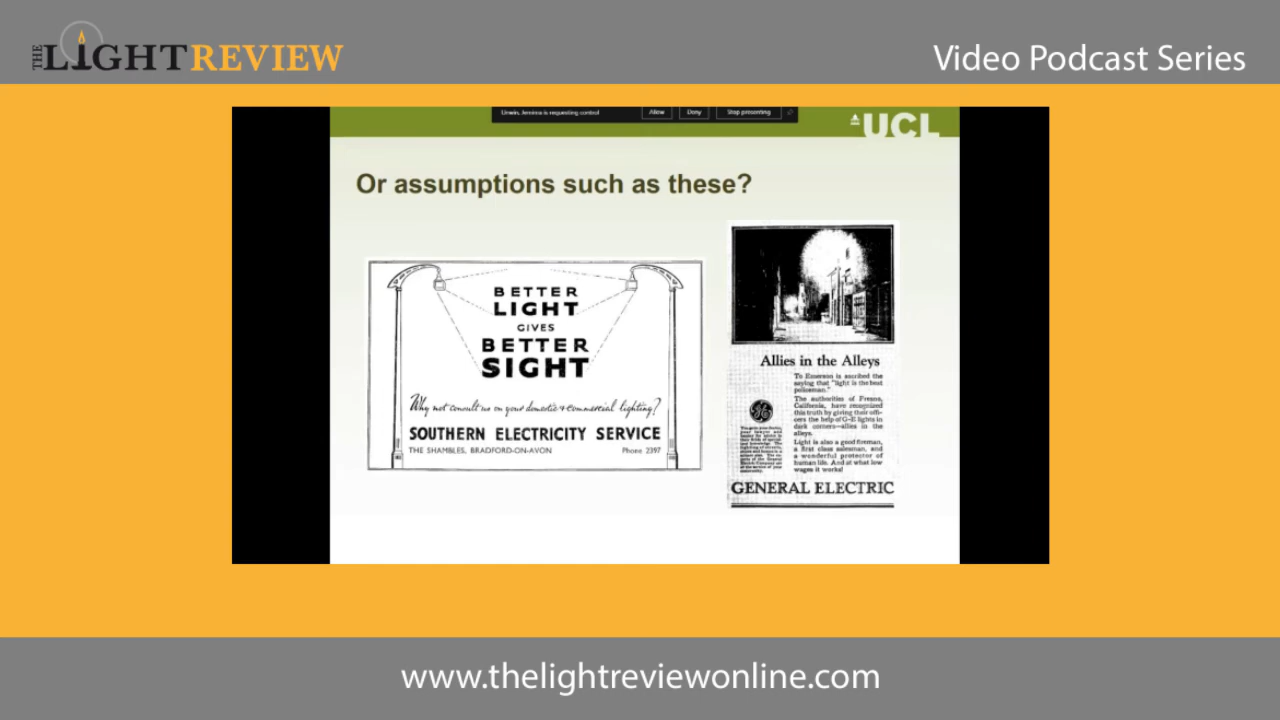 THE LIGHT REVIEW
Video Podcast Series
Unwin, Jemima is requesting control
Allow
Deny
Stop presenting
UCL
Or assumptions such as these?
BETTER
LIGHT
GIVES
BETTER
SIGHT
Why not consult us on your domestic & commercial lighting?
SOUTHERN ELECTRICITY SERVICE
THE SHAMBLES, BRADFORD-ON-AVON
Phone 2397
Allies in the Alleys
To Emerson is ascribed the
saying that "light is the best
policeman."
The authorities of Fresno,
California, have recognized
this truth by giving their offi-
cers the help of G-E lights in
dark corners—allies in the
alleys.
Light is also a good fireman,
a first class salesman, and
a wonderful protector of
human life. And at what low
wages it works!
GENERAL ELECTRIC
www.thelightreviewonline.com